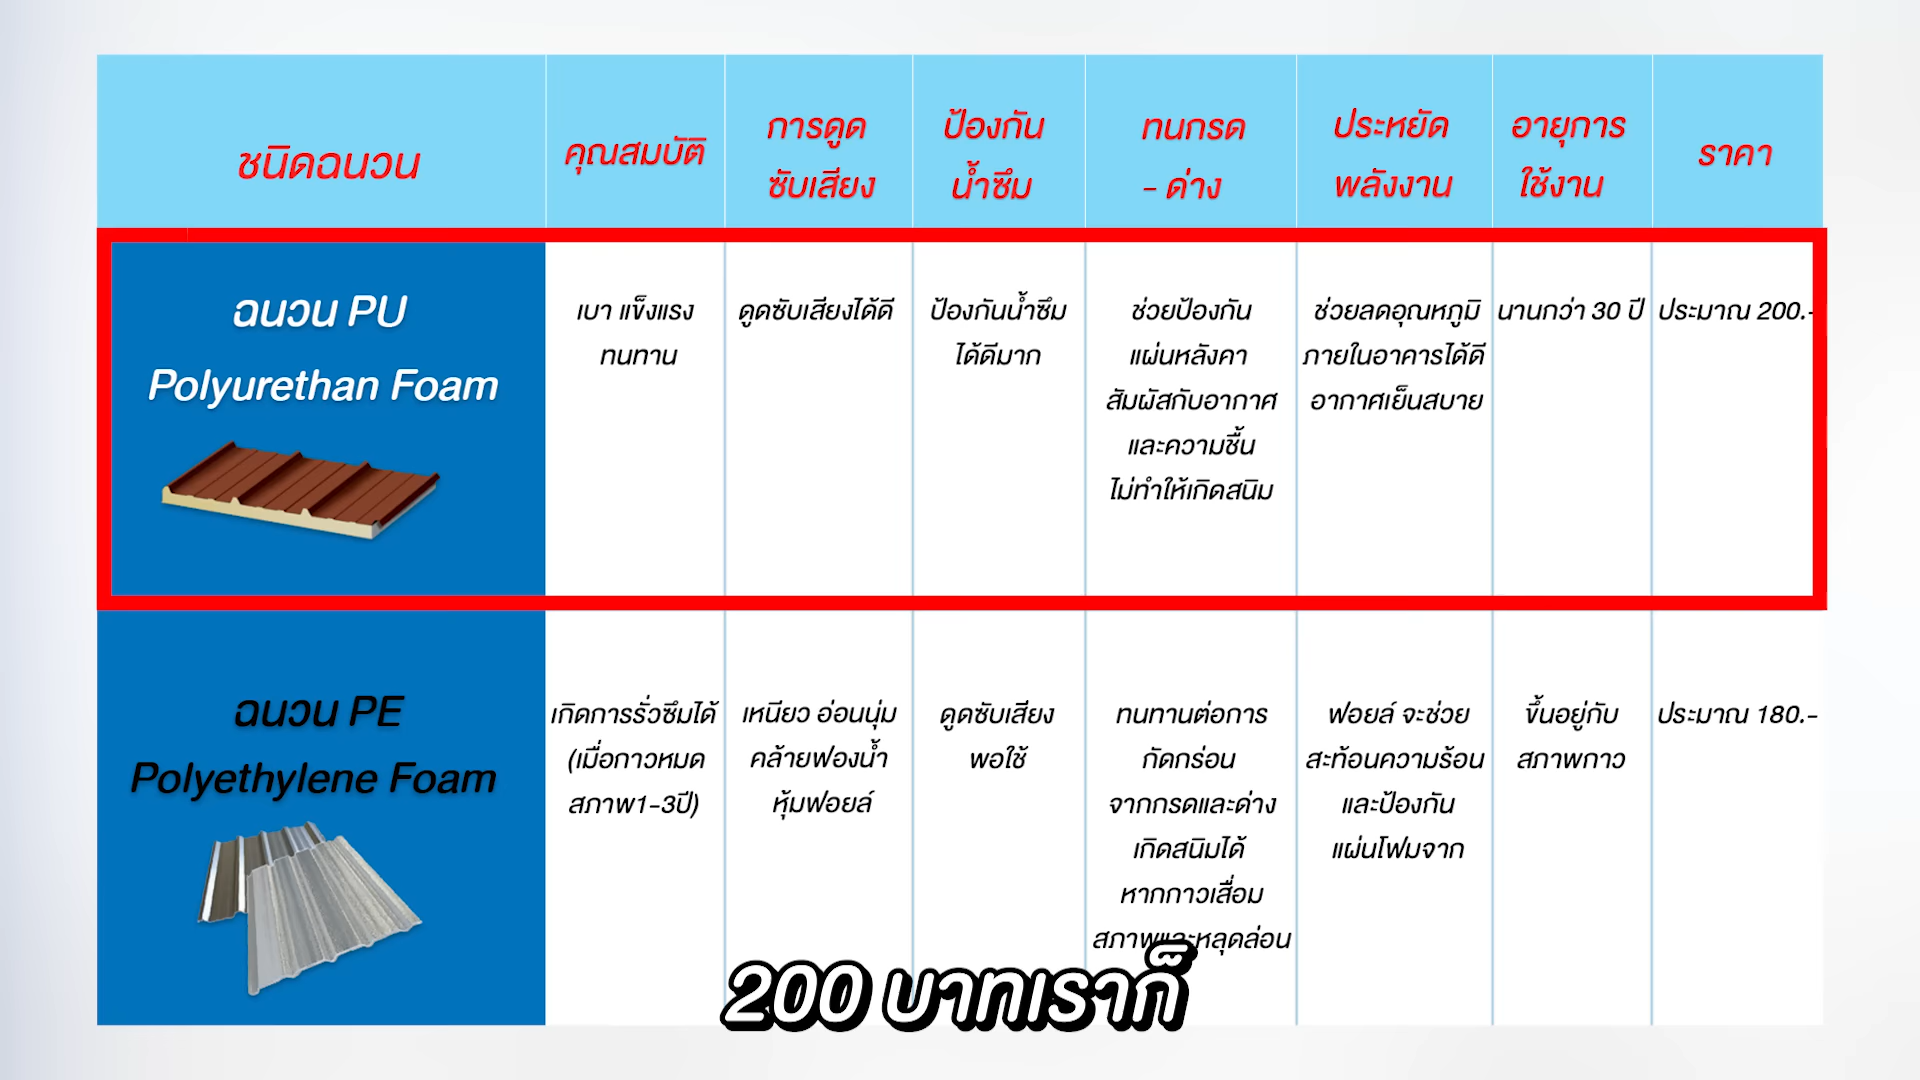 ชนิดฉนวน
คุณสมบัติ
การดูด
ซับเสียง
ป้องกัน
น้ำซึม
ทนกรด
- ด่าง
ประหยัด
พลังงาน
อายุการ
ใช้งาน
ราคา
ฉนวน PU
Polyurethan Foam
เบา แข็งแรง
ทนทาน
ดูดซับเสียงได้ดี
ป้องกันน้ำซึม
ได้ดีมาก
ช่วยป้องกัน
แผ่นหลังคา
สัมผัสกับอากาศ
และความชื้น
ไม่ทำให้เกิดสนิม
ช่วยลดอุณหภูมิ
ภายในอาคารได้ดี
อากาศเย็นสบาย
นานกว่า 30 ปี
ประมาณ 200.-
ฉนวน PE
Polyethylene Foam
เกิดการรั่วซึมได้
(เมื่อกาวหมด
สภาพ1-3ปี)
เหนียว อ่อนนุ่ม
คล้ายฟองน้ำ
หุ้มฟอยล์
ดูดซับเสียง
พอใช้
ทนทานต่อการ
กัดกร่อน
จากกรดและด่าง
เกิดสนิมได้
หากกาวเสื่อม
สภาพและหลุดล่อน
ฟอยล์ จะช่วย
สะท้อนความร้อน
และป้องกัน
แผ่นโฟมจาก
ขึ้นอยู่กับ
สภาพกาว
ประมาณ 180.-
200 บาทเราก็